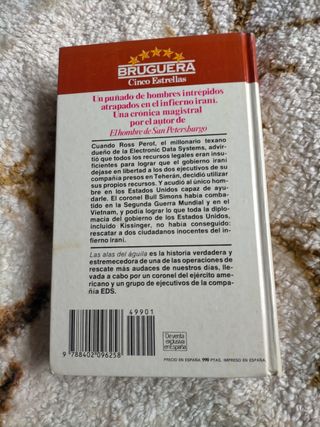 BRUGUERA
Cinco Estrellas
Un puñado de hombres intrépidos
atrapados en el infierno iraní.
Una crónica magistral
por el autor de
El hombre de San Petersburgo
Cuando Ross Perot, el millonario texano
dueño de la Electronic Data Systems, advir-
tió que todos los recursos legales eran insu-
ficientes para lograr que el gobierno iraní
dejase en libertad a los dos ejecutivos de su
compañía presos en Teherán, decidió utilizar
sus propios recursos. Y acudió al único hom-
bre en los Estados Unidos capaz de ayu-
darle. El coronel Bull Simons había comba-
tido en la Segunda Guerra Mundial y en el
Vietnam, y podía lograr lo que toda la diplo-
macia del gobierno de los Estados Unidos,
incluido Kissinger, no había conseguido:
rescatar a dos ciudadanos inocentes del in-
fierno iraní.
Las alas del águila es la historia verdadera y
estremecedora de una de las operaciones de
rescate más audaces de nuestros días, lle-
vada a cabo por un coronel del ejército ame-
ricano y un grupo de ejecutivos de la compa-
ñía EDS.
49901
9 788402 096258
De venta
exclusiva
en España
PRECIO EN ESPAÑA 990 PTAS. IMPRESO EN ESPAÑA